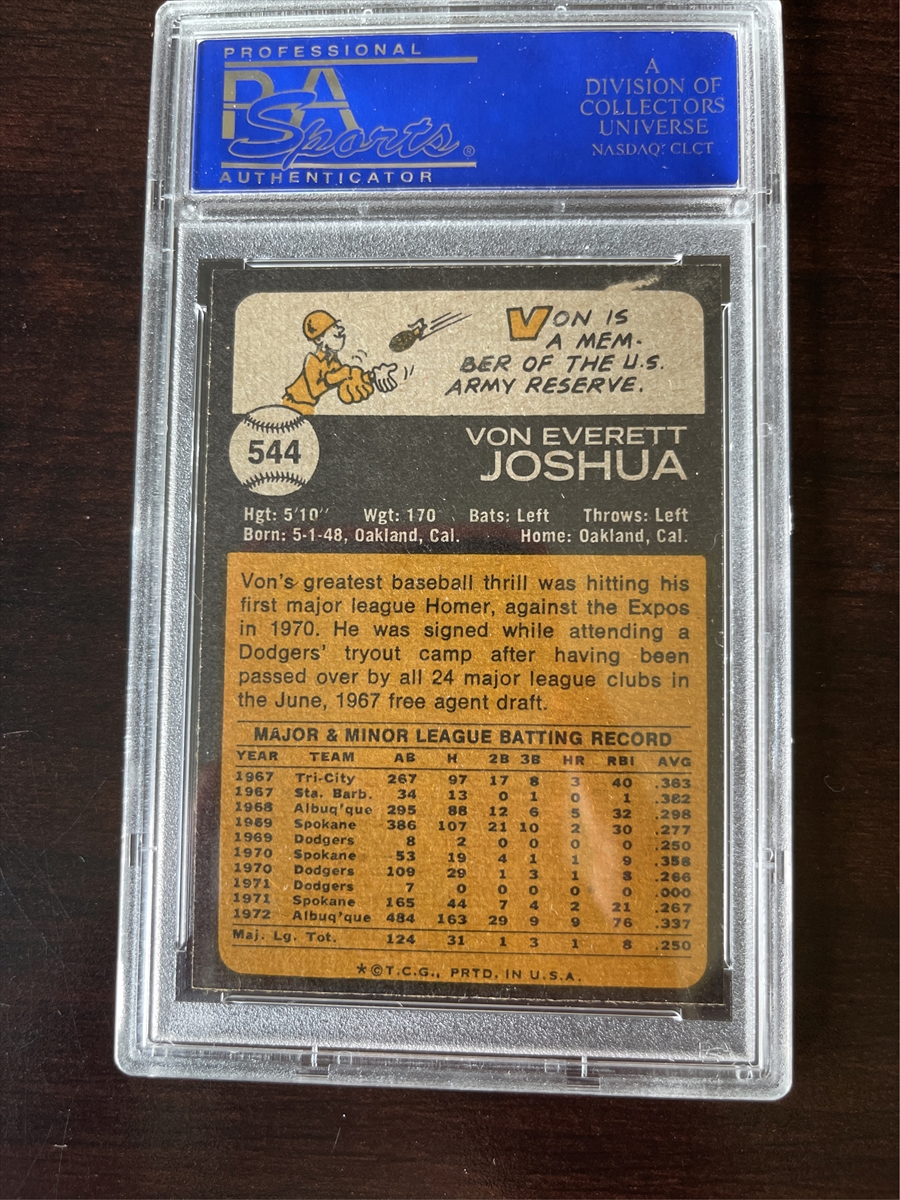 PROFESSIONAL
PSA
Sports®
AUTHENTICATOR
A
DIVISION OF
COLLECTORS
UNIVERSE
NASDAQ: CLCT
VON IS
A MEM-
BER OF THE U.S.
ARMY RESERVE.
544
VON EVERETT
JOSHUA
Hgt: 5'10" Wgt: 170 Bats: Left Throws: Left
Born: 5-1-48, Oakland, Cal. Home: Oakland, Cal.
Von's greatest baseball thrill was hitting his
first major league Homer, against the Expos
in 1970. He was signed while attending a
Dodgers' tryout camp after having been
passed over by all 24 major league clubs in
the June, 1967 free agent draft.
MAJOR & MINOR LEAGUE BATTING RECORD
YEAR TEAM AB H 2B 3B HR RBI AVG
1967 Tri-City 267 97 17 8 3 40 .363
1967 Sta. Barb. 34 13 0 1 0 1 .382
1968 Albuq'que 295 88 12 6 5 32 .298
1969 Spokane 386 107 21 10 2 30 .277
1969 Dodgers 8 2 0 0 0 0 .250
1970 Spokane 53 19 4 1 1 9 .358
1970 Dodgers 109 29 1 3 1 8 .266
1971 Dodgers 7 0 0 0 0 0 .000
1971 Spokane 165 44 7 4 2 21 .267
1972 Albuq'que 484 163 29 9 9 76 .337
Maj. Lg. Tot. 124 31 1 3 1 8 .250
*©T.C.G., PRTD. IN U.S.A.